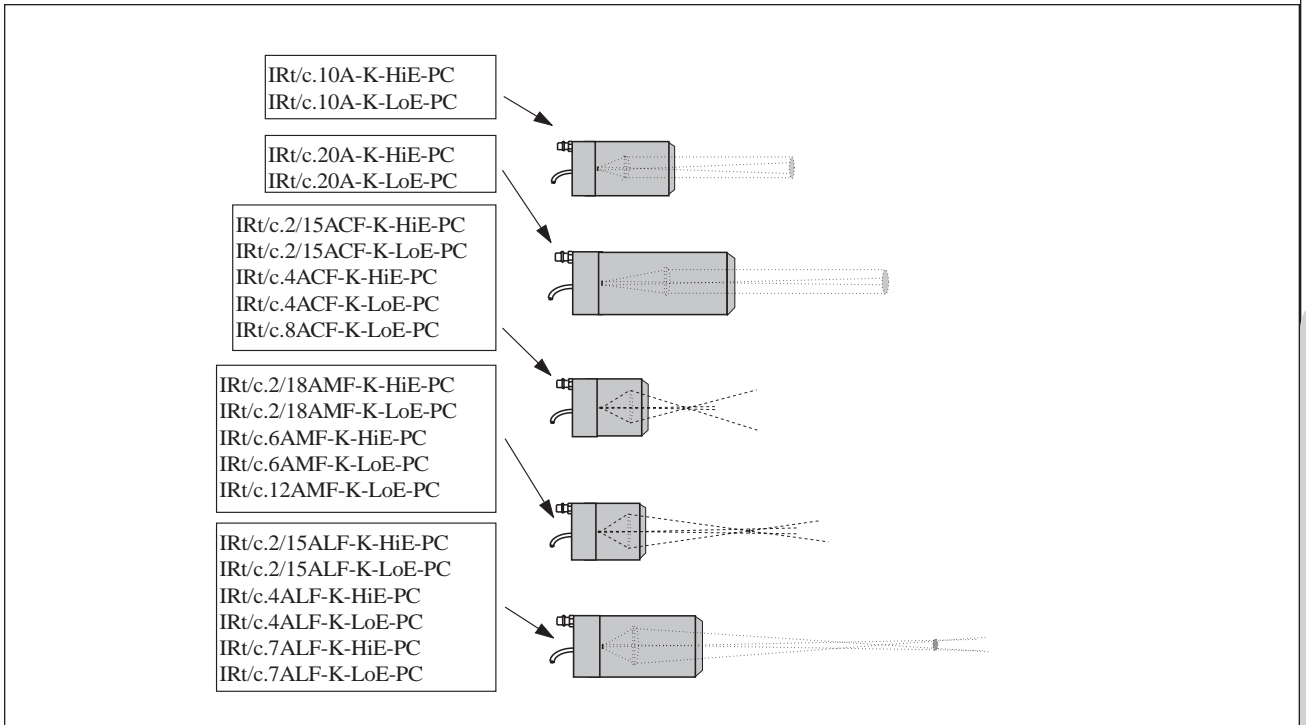 IRt/c.10A-K-HiE-PC
IRt/c.10A-K-LoE-PC
IRt/c.20A-K-HiE-PC
IRt/c.20A-K-LoE-PC
IRt/c.2/15ACF-K-HiE-PC
IRt/c.2/15ACF-K-LoE-PC
IRt/c.4ACF-K-HiE-PC
IRt/c.4ACF-K-LoE-PC
IRt/c.8ACF-K-LoE-PC
IRt/c.2/18AMF-K-HiE-PC
IRt/c.2/18AMF-K-LoE-PC
IRt/c.6AMF-K-HiE-PC
IRt/c.6AMF-K-LoE-PC
IRt/c.12AMF-K-LoE-PC
IRt/c.2/15ALF-K-HiE-PC
IRt/c.2/15ALF-K-LoE-PC
IRt/c.4ALF-K-HiE-PC
IRt/c.4ALF-K-LoE-PC
IRt/c.7ALF-K-HiE-PC
IRt/c.7ALF-K-LoE-PC